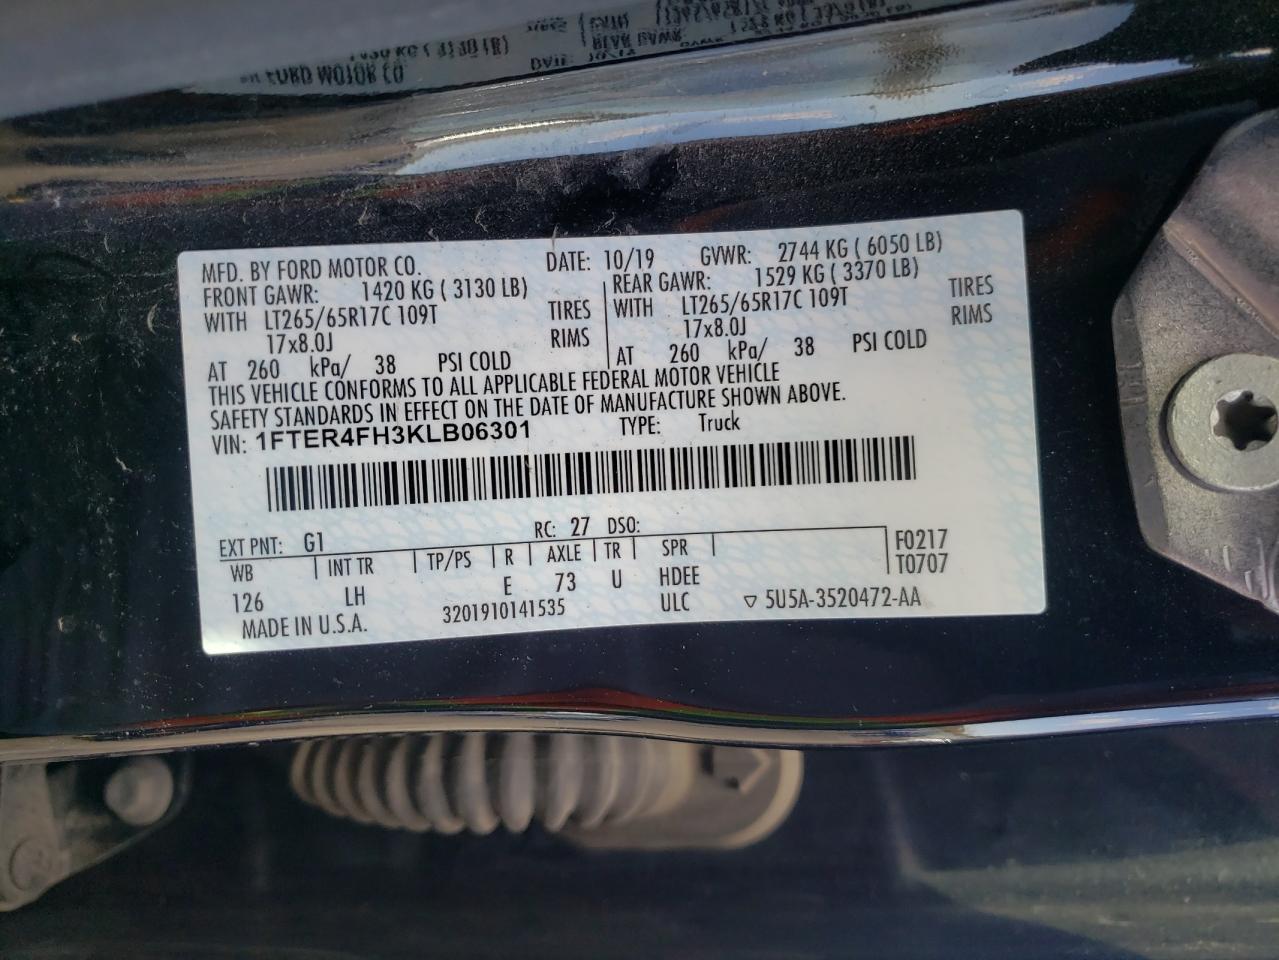 MFD. BY FORD MOTOR CO. DATE: 10/19 GVWR: 2744 KG ( 6050 LB)
FRONT GAWR: 1420 KG ( 3130 LB) REAR GAWR: 1529 KG ( 3370 LB)
WITH LT265/65R17C 109T TIRES WITH LT265/65R17C 109T TIRES
17x8.0J RIMS 17x8.0J RIMS
AT 260 kPa/ 38 PSI COLD AT 260 kPa/ 38 PSI COLD
THIS VEHICLE CONFORMS TO ALL APPLICABLE FEDERAL MOTOR VEHICLE
SAFETY STANDARDS IN EFFECT ON THE DATE OF MANUFACTURE SHOWN ABOVE.
VIN: 1FTER4FH3KLB06301 TYPE: Truck
EXT PNT: G1 RC: 27 DSO:
WB INT TR TP/PS R AXLE TR SPR F0217
126 LH E 73 U HDEE T0707
MADE IN U.S.A. 3201910141535 ULC ▽ 5U5A-3520472-AA